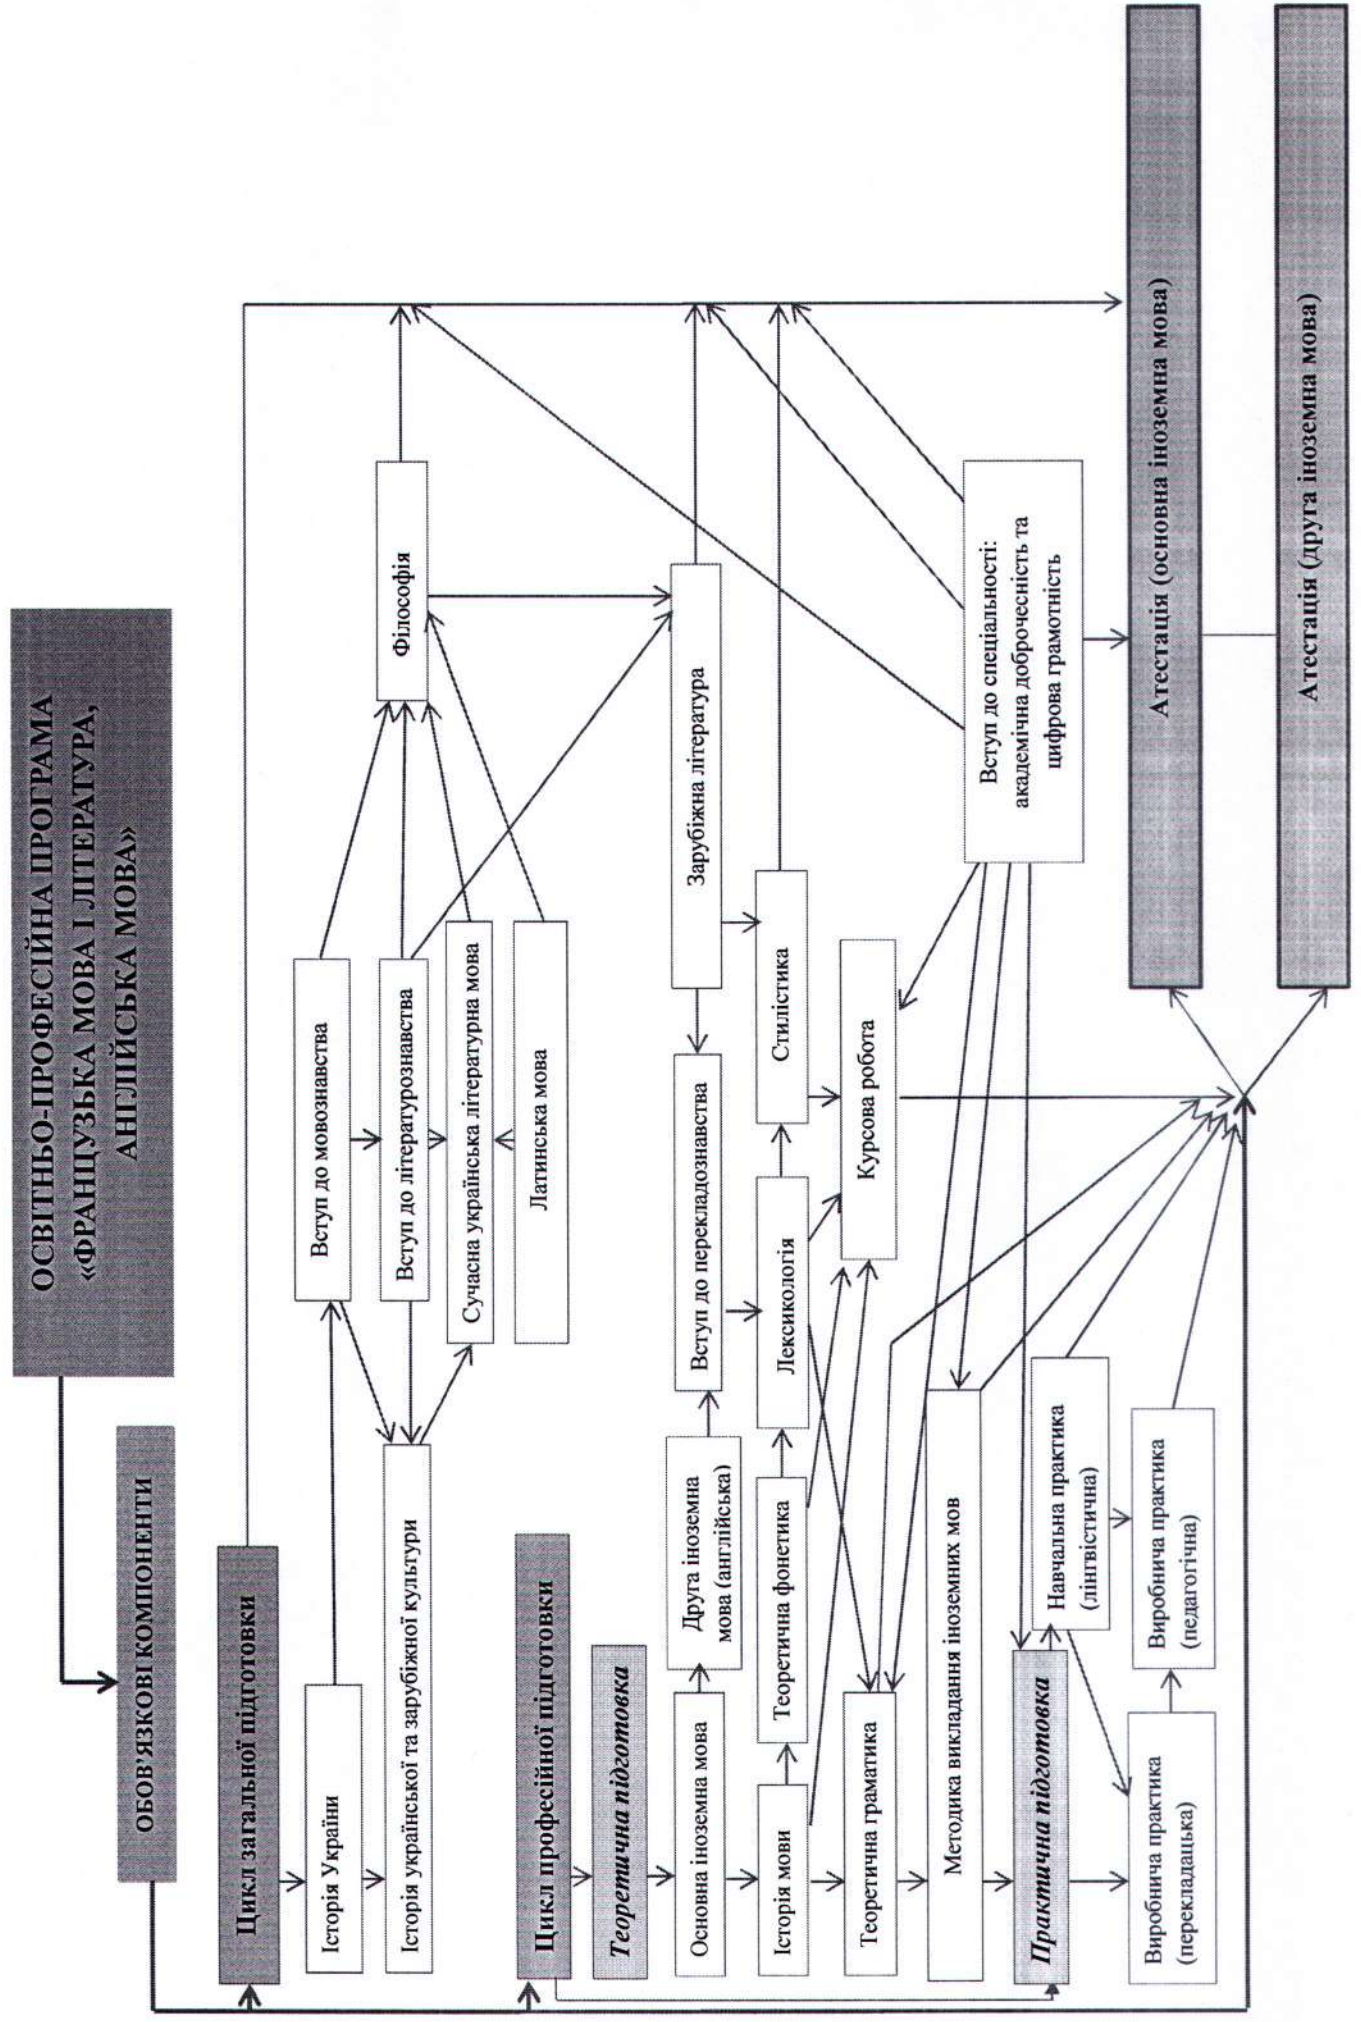 ОСВІТНЬО-ПРОФЕСІЙНА ПРОГРАМА
«ФРАНЦУЗЬКА МОВА І ЛІТЕРАТУРА,
АНГЛІЙСЬКА МОВА»
ОБОВ’ЯЗКОВІ КОМПОНЕНТИ
Цикл загальної підготовки
Історія України
Вступ до мовознавства
Філософія
Історія української та зарубіжної культури
Вступ до літературознавства
Сучасна українська літературна мова
Латинська мова
Цикл професійної підготовки
Теоретична підготовка
Основна іноземна мова
Друга іноземна
мова (англійська)
Вступ до перекладознавства
Зарубіжна література
Історія мови
Теоретична фонетика
Лексикологія
Стилістика
Теоретична граматика
Курсова робота
Методика викладання іноземних мов
Вступ до спеціальності:
академічна доброчесність та
цифрова грамотність
Практична підготовка
Навчальна практика
(лінгвістична)
Виробнича практика
(перекладацька)
Виробнича практика
(педагогічна)
Атестація (основна іноземна мова)
Атестація (друга іноземна мова)